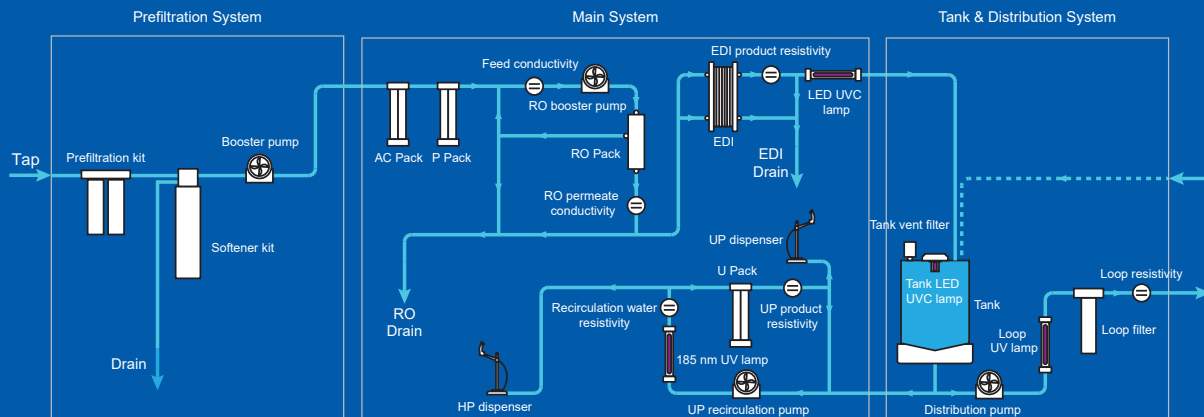 Prefiltration System
Main System
Tank & Distribution System
Tap
Prefiltration kit
Softener kit
Booster pump
Drain
AC Pack
P Pack
Feed conductivity
RO booster pump
RO Pack
RO permeate
conductivity
RO
Drain
EDI product resistivity
EDI
LED UVC
lamp
EDI
Drain
UP dispenser
U Pack
UP product
resistivity
Recirculation water
resistivity
185 nm UV lamp
HP dispenser
UP recirculation pump
Tank vent filter
Tank LED
UVC lamp
Tank
Distribution pump
Loop
UV lamp
Loop filter
Loop resistivity